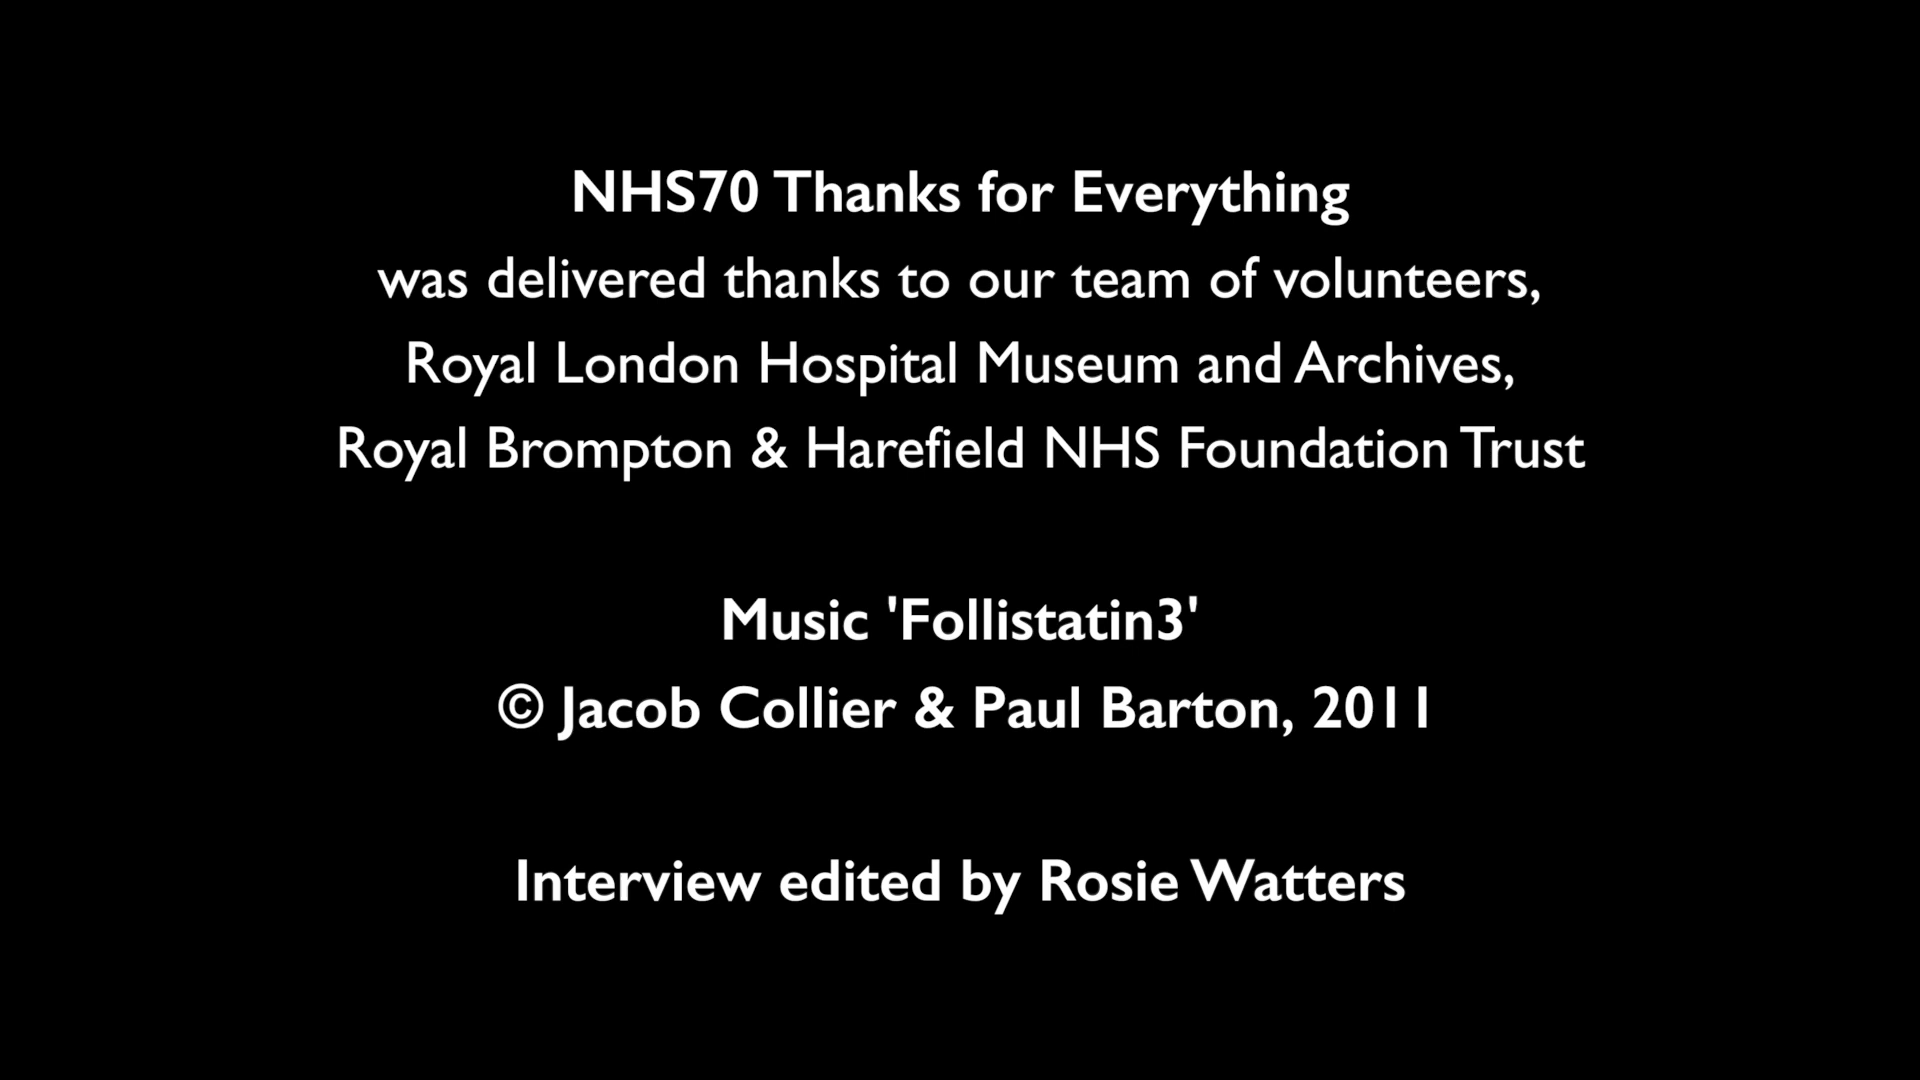 NHS70 Thanks for Everything
was delivered thanks to our team of volunteers,
Royal London Hospital Museum and Archives,
Royal Brompton & Harefield NHS Foundation Trust
Music 'Follistatin3'
© Jacob Collier & Paul Barton, 2011
Interview edited by Rosie Watters